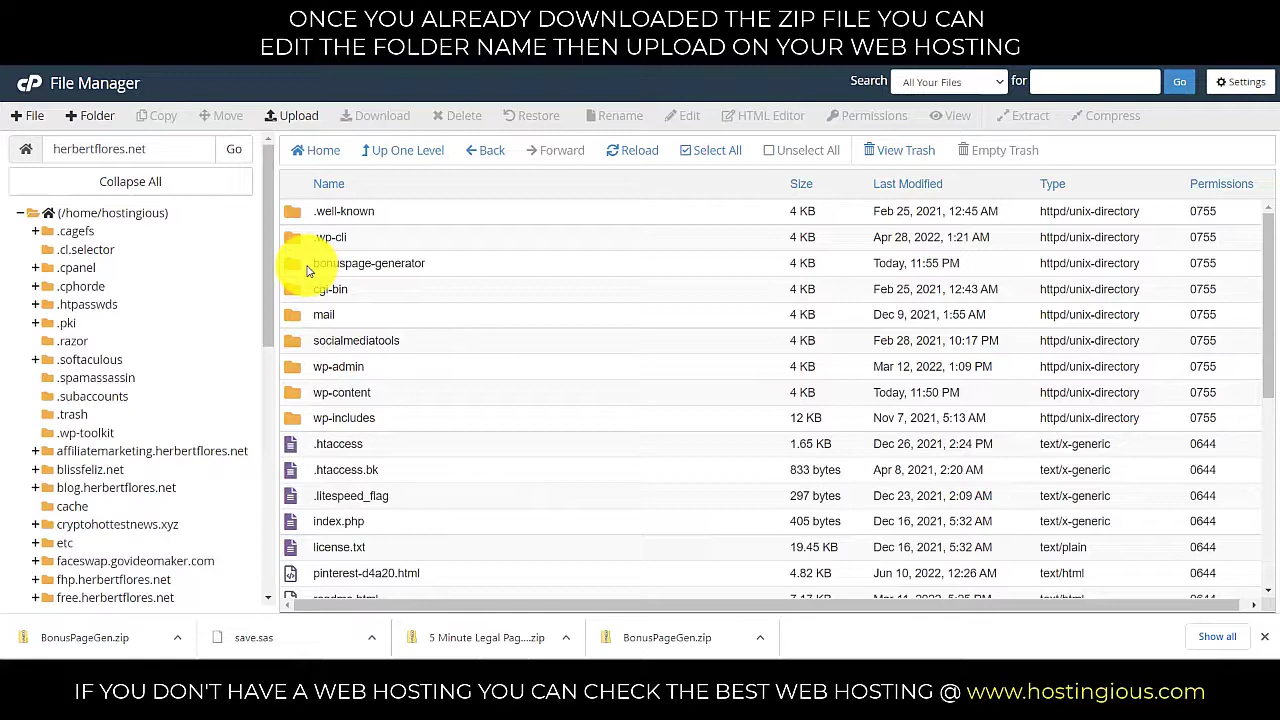 ONCE YOU ALREADY DOWNLOADED THE ZIP FILE YOU CAN
EDIT THE FOLDER NAME THEN UPLOAD ON YOUR WEB HOSTING
cP File Manager
Search All Your Files for Go Settings
File Folder Copy Move Upload Download Delete Restore Rename Edit HTML Editor Permissions View Extract Compress
herbertflores.net Go
Home Up One Level Back Forward Reload Select All Unselect All View Trash Empty Trash
Collapse All
(/home/hostingious)
.cagefs
.cl.selector
.cpanel
.cphorde
.htpasswds
.pki
.razor
.softaculous
.spamassassin
.subaccounts
.trash
.wp-toolkit
affiliatemarketing.herbertflores.net
blissfeliz.net
blog.herbertflores.net
cache
cryptohottestnews.xyz
etc
faceswap.govideomaker.com
fhp.herbertflores.net
free.herbertflores.net
Name Size Last Modified Type Permissions
.well-known 4 KB Feb 25, 2021, 12:45 AM httpd/unix-directory 0755
.wp-cli 4 KB Apr 28, 2022, 1:21 AM httpd/unix-directory 0755
bonuspage-generator 4 KB Today, 11:55 PM httpd/unix-directory 0755
cgi-bin 4 KB Feb 25, 2021, 12:43 AM httpd/unix-directory 0755
mail 4 KB Dec 9, 2021, 1:55 AM httpd/unix-directory 0755
socialmediatools 4 KB Feb 28, 2021, 10:17 PM httpd/unix-directory 0755
wp-admin 4 KB Mar 12, 2022, 1:09 PM httpd/unix-directory 0755
wp-content 4 KB Today, 11:50 PM httpd/unix-directory 0755
wp-includes 12 KB Nov 7, 2021, 5:13 AM httpd/unix-directory 0755
.htaccess 1.65 KB Dec 26, 2021, 2:24 PM text/x-generic 0644
.htaccess.bk 833 bytes Apr 8, 2021, 2:20 AM text/x-generic 0644
.litespeed_flag 297 bytes Dec 23, 2021, 2:09 AM text/x-generic 0644
index.php 405 bytes Dec 16, 2021, 5:32 AM text/x-generic 0644
license.txt 19.45 KB Dec 16, 2021, 5:32 AM text/plain 0644
pinterest-d4a20.html 4.82 KB Jun 10, 2022, 12:26 AM text/html 0644
readme.html 7.17 KB Mar 11, 2022, 5:25 PM text/html 0644
BonusPageGen.zip save.sas 5 Minute Legal Pag....zip BonusPageGen.zip Show all
IF YOU DON'T HAVE A WEB HOSTING YOU CAN CHECK THE BEST WEB HOSTING @ www.hostingious.com